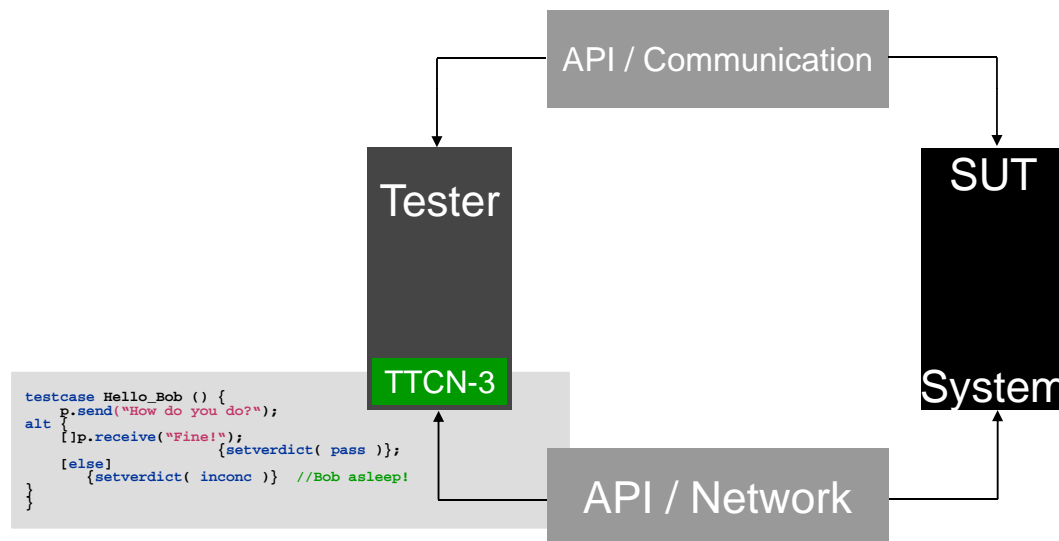 API / Communication
Tester
SUT
TTCN-3
System
testcase Hello_Bob () {
p.send(“How do you do?“);
alt {
[]p.receive(“Fine!“);
{setverdict( pass )};
[else]
{setverdict( inconc )} //Bob asleep!
}
}
API / Network